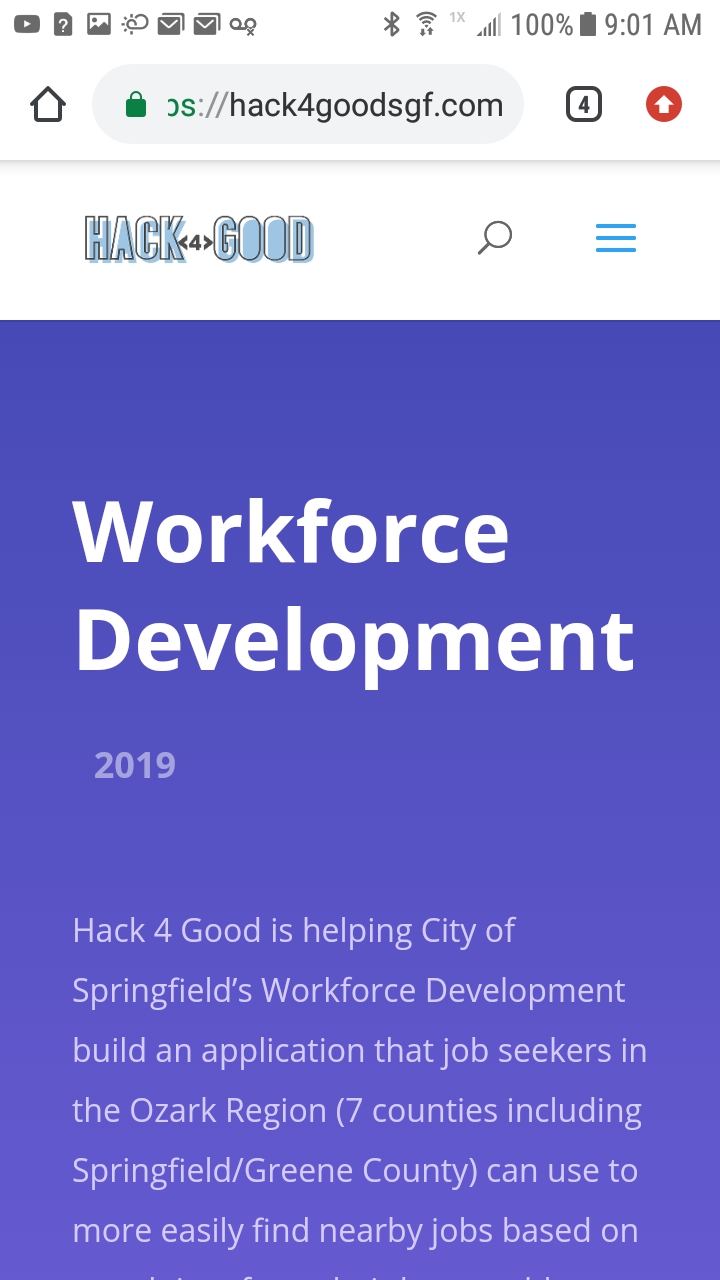 1X 100% 9:01 AM
ps://hack4goodsgf.com 4
HACK<4>GOOD
Workforce
Development
2019
Hack 4 Good is helping City of
Springfield’s Workforce Development
build an application that job seekers in
the Ozark Region (7 counties including
Springfield/Greene County) can use to
more easily find nearby jobs based on